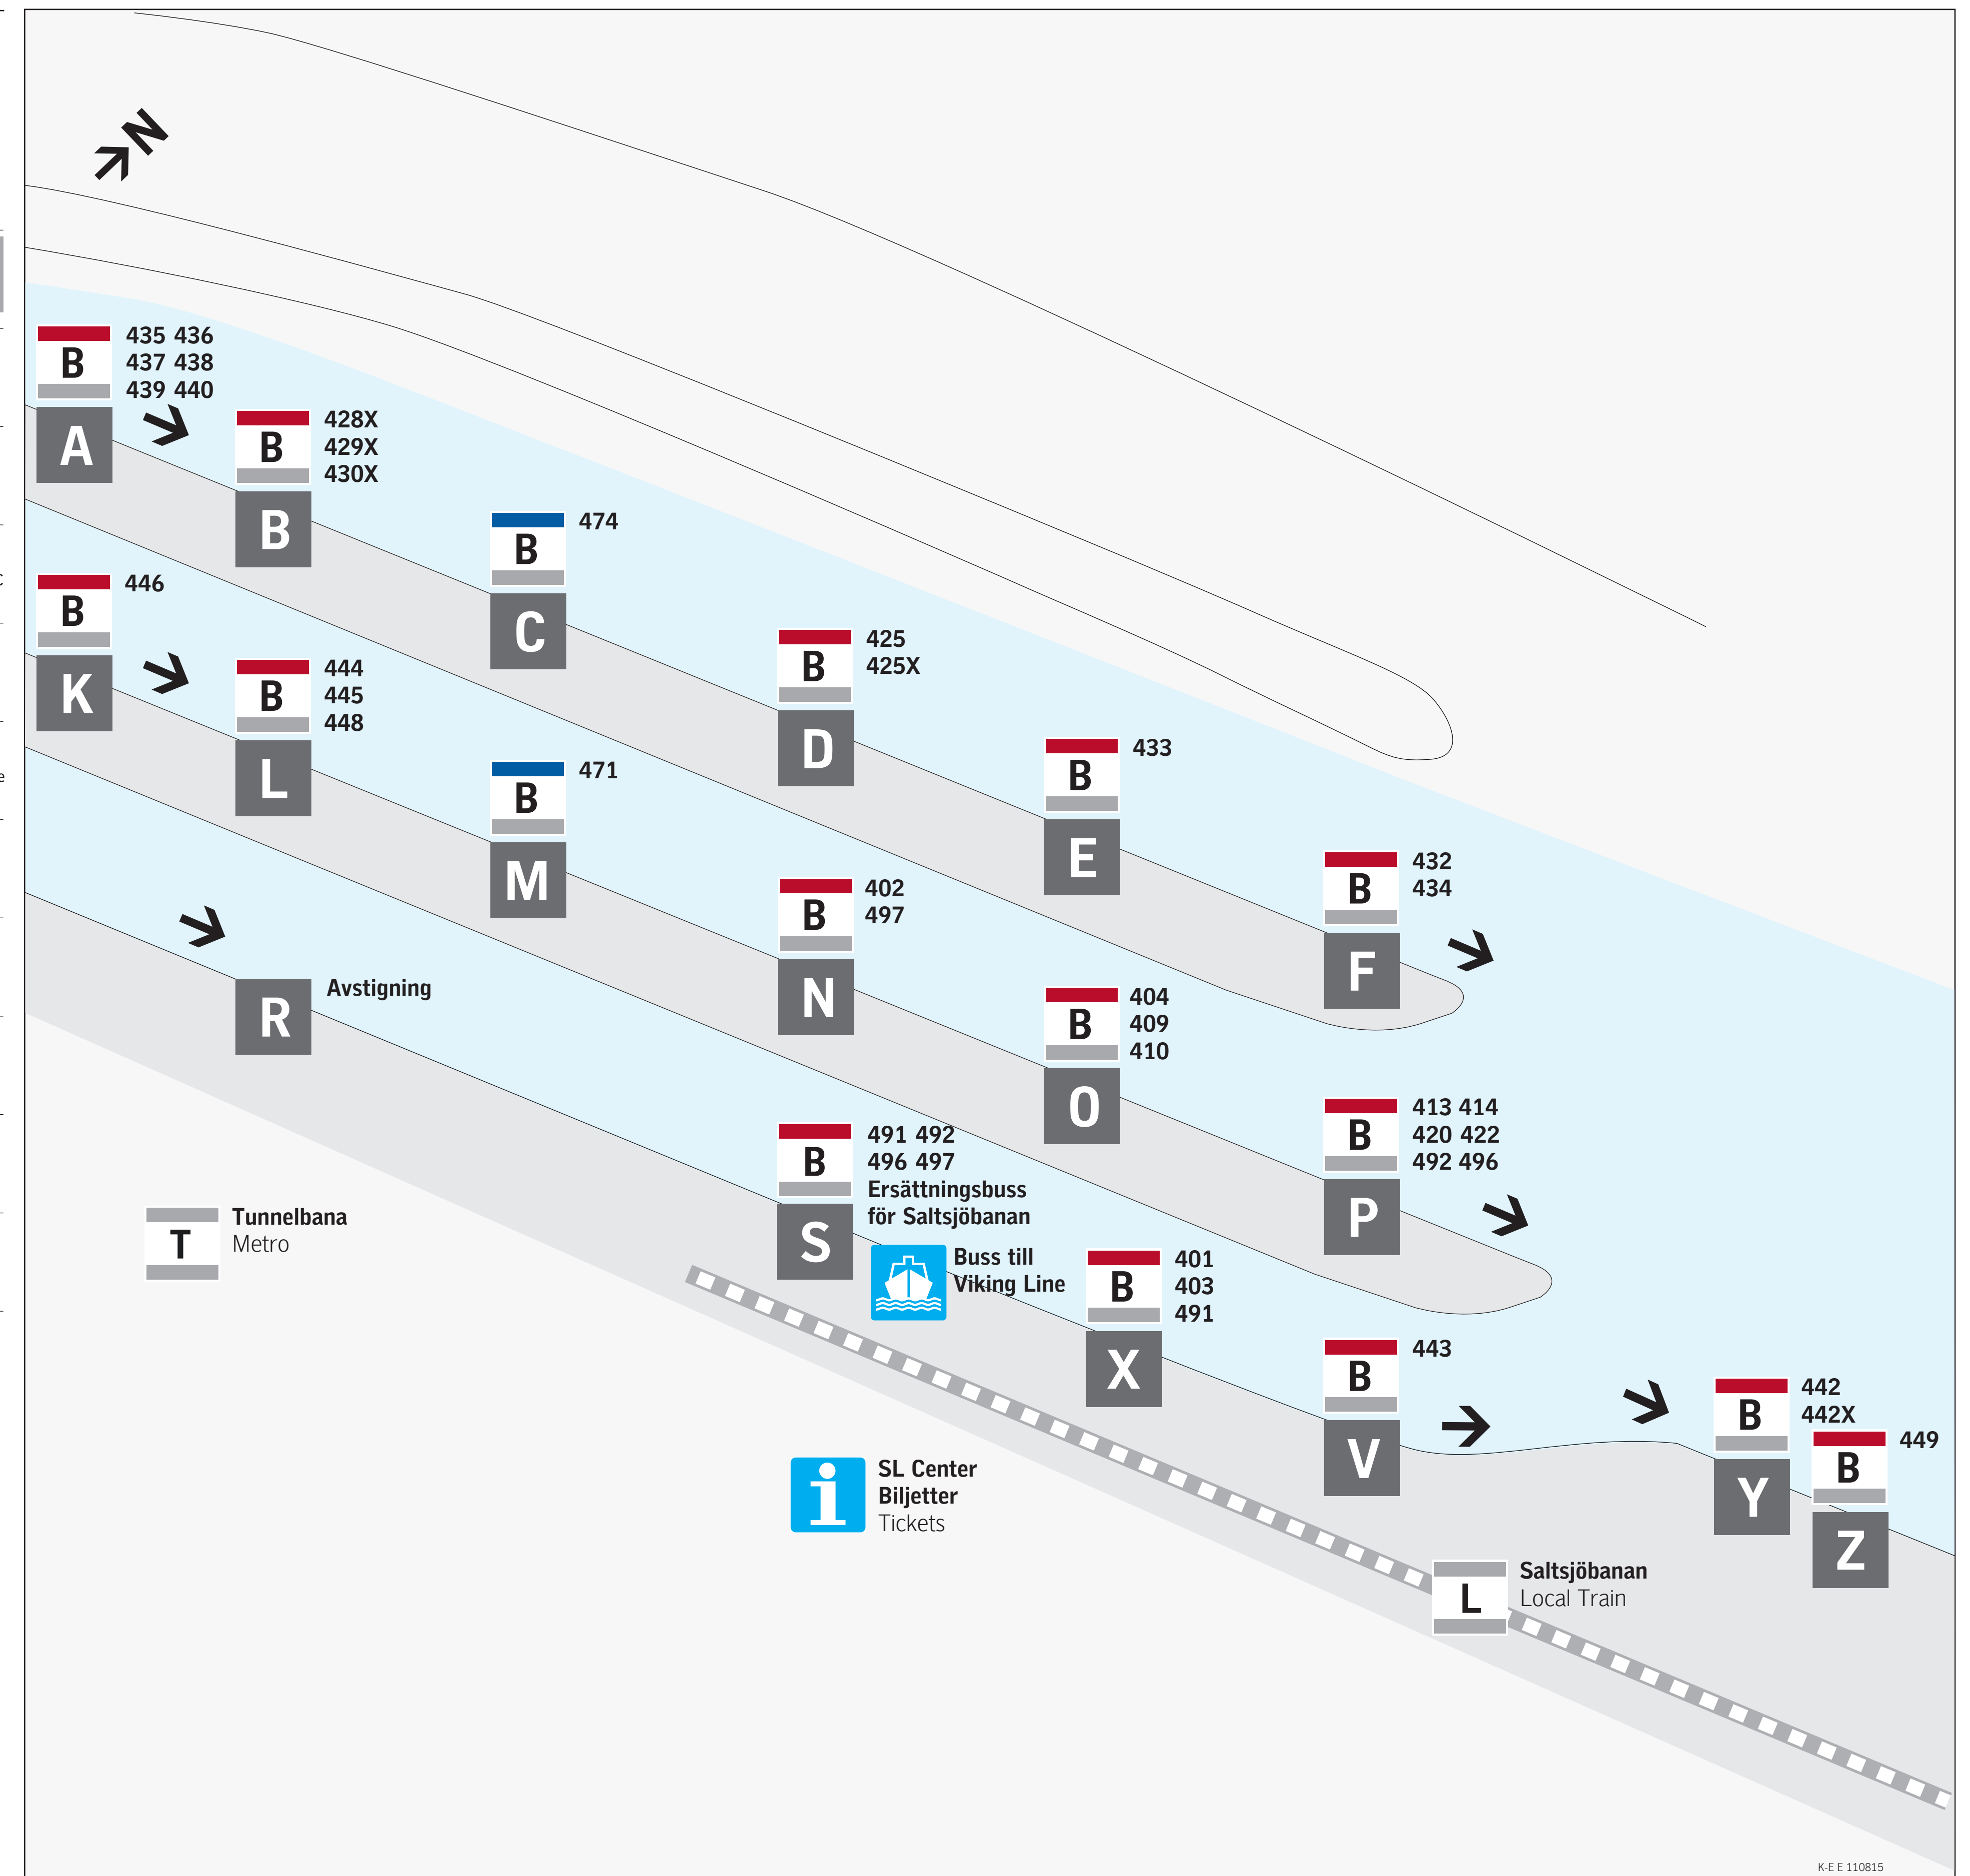 N
B
435 436
437 438
439 440
A
B
428X
429X
430X
B
B
474
C
B
425
425X
D
B
433
E
B
432
434
F
B
446
K
B
444
445
448
L
B
471
M
B
402
497
N
B
404
409
410
O
B
413 414
420 422
492 496
P
R
Avstigning
B
491 492
496 497
Ersättningsbuss
för Saltsjöbanan
S
Buss till
Viking Line
B
401
403
491
X
B
443
V
B
442
442X
Y
B
449
Z
T
Tunnelbana
Metro
i
SL Center
Biljetter
Tickets
L
Saltsjöbanan
Local Train
K-E E 110815